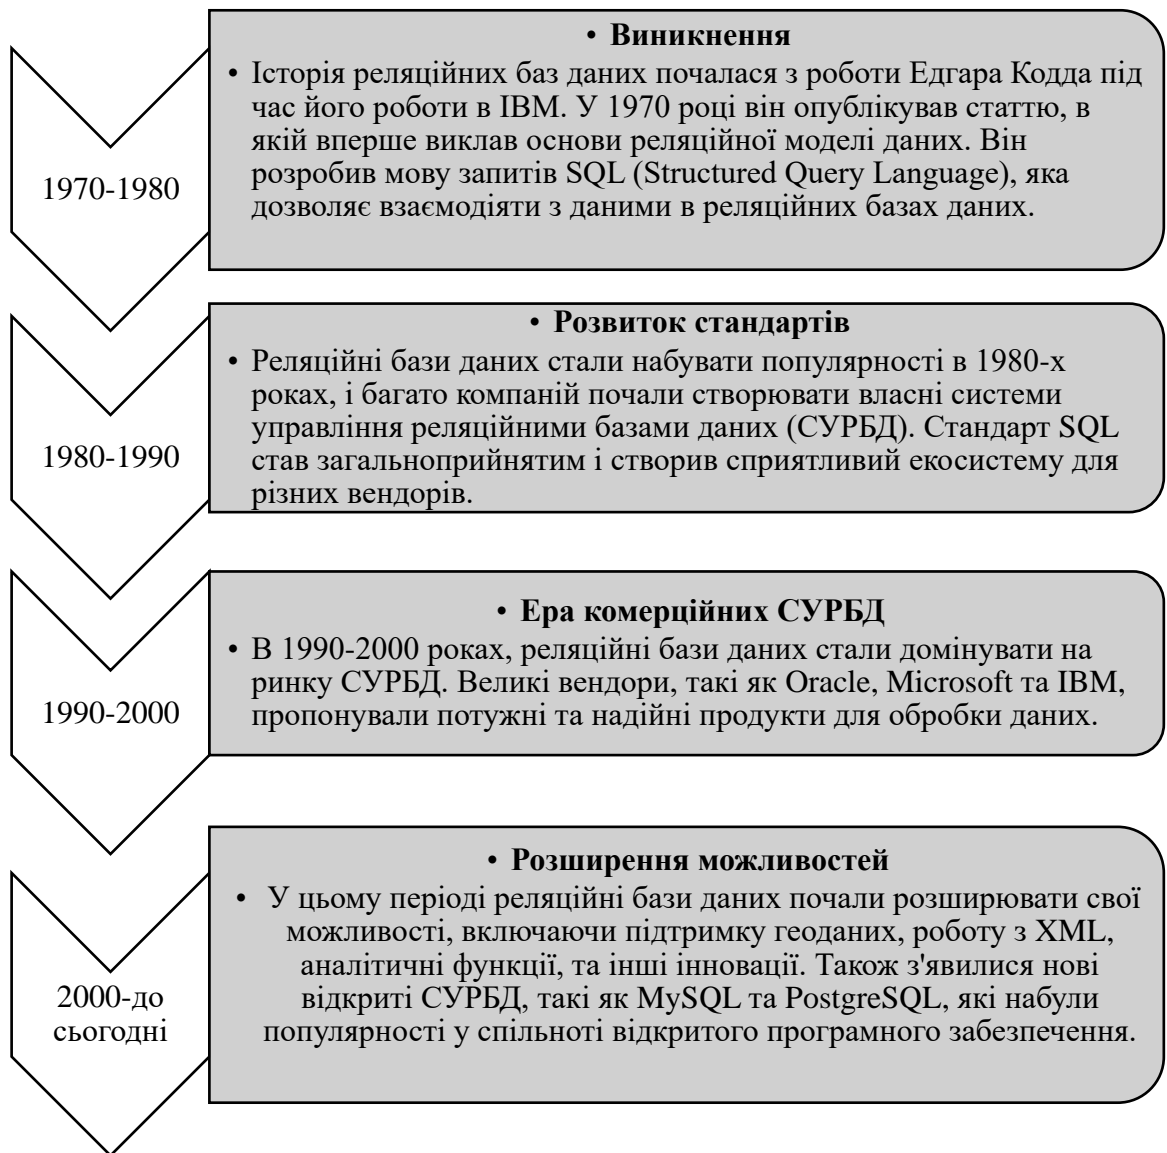 • Виникнення
• Історія реляційних баз даних почалася з роботи Едгара Кодда під
час його роботи в IBM. У 1970 році він опублікував статтю, в
якій вперше виклав основи реляційної моделі даних. Він
розробив мову запитів SQL (Structured Query Language), яка
дозволяє взаємодіяти з даними в реляційних базах даних.
1970-1980
• Розвиток стандартів
• Реляційні бази даних стали набувати популярності в 1980-х
роках, і багато компаній почали створювати власні системи
управління реляційними базами даних (СУРБД). Стандарт SQL
став загальноприйнятим і створив сприятливий екосистему для
різних вендорів.
1980-1990
• Ера комерційних СУРБД
• В 1990-2000 роках, реляційні бази даних стали домінувати на
ринку СУРБД. Великі вендори, такі як Oracle, Microsoft та IBM,
пропонували потужні та надійні продукти для обробки даних.
1990-2000
• Розширення можливостей
• У цьому періоді реляційні бази даних почали розширювати свої
можливості, включаючи підтримку геоданих, роботу з XML,
аналітичні функції, та інші інновації. Також з'явилися нові
відкриті СУРБД, такі як MySQL та PostgreSQL, які набули
популярності у спільноті відкритого програмного забезпечення.
2000-до
сьогодні